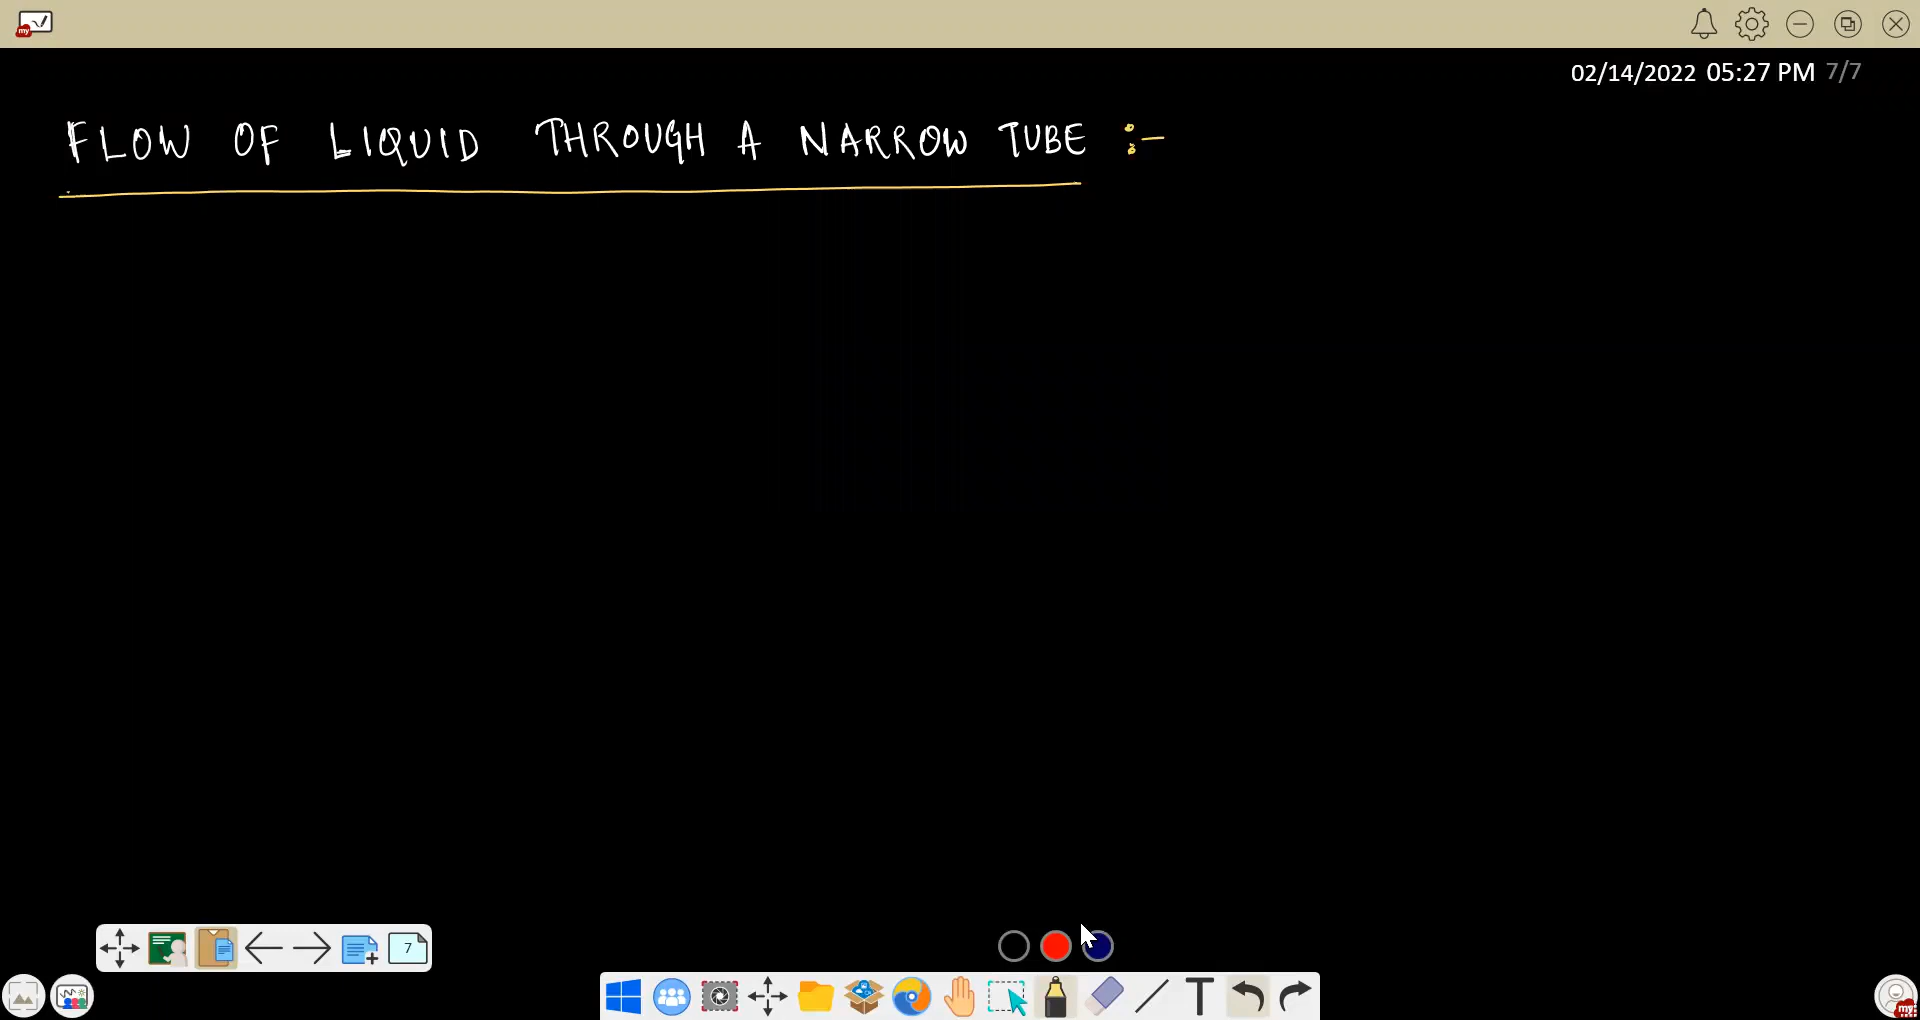 02/14/2022 05:27 PM 7/7
FLOW OF LIQUID THROUGH A NARROW TUBE :-
7